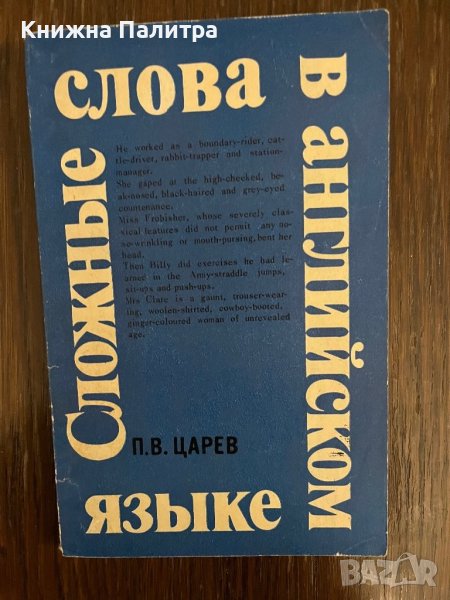 Книжна Палитра
Сложные
слова
в английском
языке
He worked as a boundary-rider, cat-
tle-driver, rabbit-trapper and station-
manager.
She gaped at the high-checked, be-
ak-nosed, black-haired and grey-eyed
countenance.
Miss Frobisher, whose severely clas-
sical features did not permit any no-
se-wrinkling or mouth-pursing, bent her
head.
Then Billy did exercises he had le-
arned in the Army-straddle jumps,
sit-ups and push-ups.
Mrs Clare is a gaunt, trouser-wear-
ing, woolen-shirted, cowboy-booted,
ginger-coloured woman of unrevealed
age.
П.В. ЦАРЕВ
BAZAR